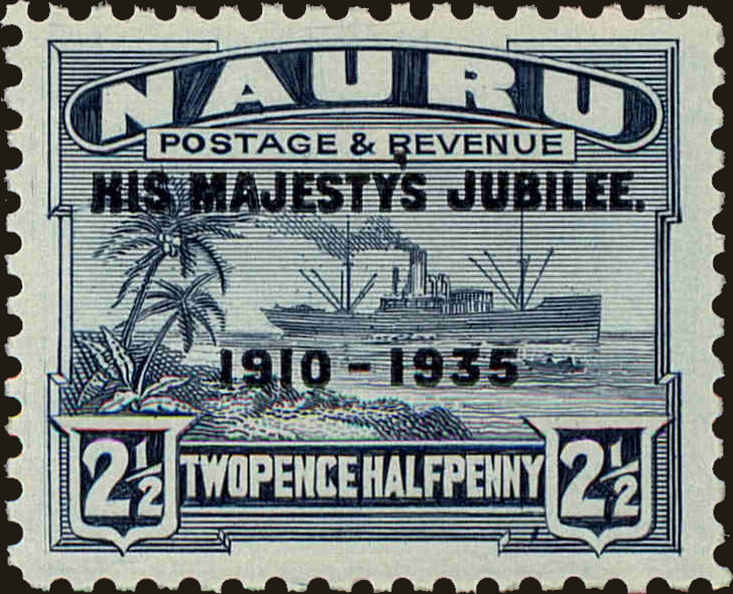 NAURU
POSTAGE & REVENUE
HIS MAJESTY'S JUBILEE.
1910 - 1935
2½ TWOPENCE HALFPENNY 2½